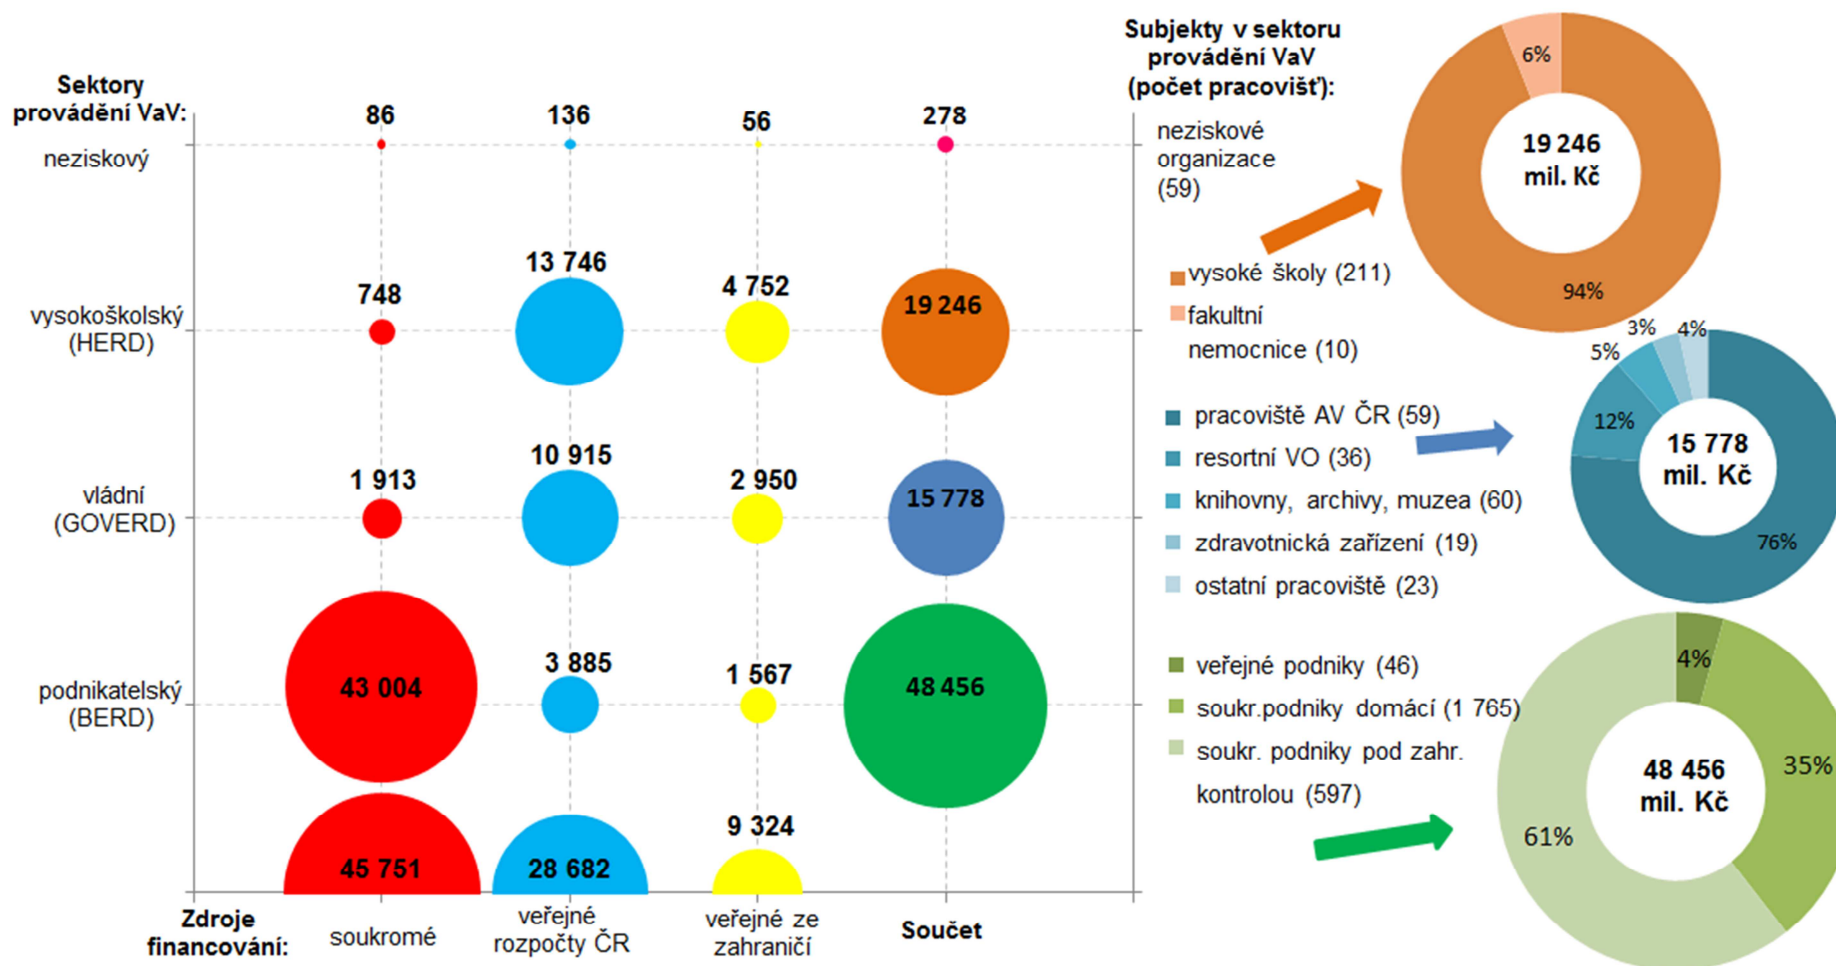 Sektory
provádění VaV:
86
136
56
278
neziskový
13 746
748
4 752
19 246
vysokoškolský
(HERD)
10 915
1 913
2 950
15 778
vládní
(GOVERD)
43 004
3 885
1 567
48 456
podnikatelský
(BERD)
45 751
28 682
9 324
Zdroje
financování:
soukromé
veřejné
rozpočty ČR
veřejné ze
zahraničí
Součet
Subjekty v sektoru
provádění VaV
(počet pracovišť):
neziskové
organizace
(59)
vysoké školy (211)
fakultní
nemocnice (10)
6%
19 246
mil. Kč
94%
pracoviště AV ČR (59)
resortní VO (36)
knihovny, archivy, muzea (60)
zdravotnická zařízení (19)
ostatní pracoviště (23)
3%
4%
5%
12%
15 778
mil. Kč
76%
veřejné podniky (46)
soukr.podniky domácí (1 765)
soukr. podniky pod zahr.
kontrolou (597)
4%
35%
48 456
mil. Kč
61%